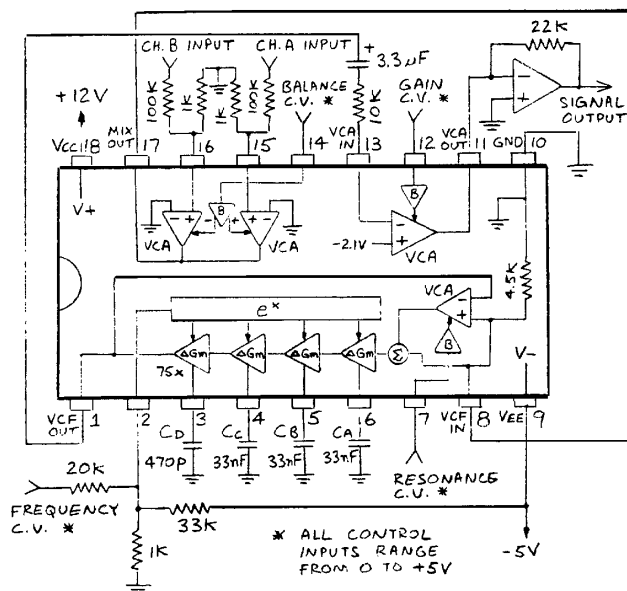 22K
CH.B INPUT
CH.A INPUT
+
3.3µF
100K
1K
1K
100K
BALANCE
C.V. *
10K
GAIN
C.V. *
-
+
SIGNAL
OUTPUT
+12V
VCC
MIX
OUT
VCA
IN
VCA
OUT
GND
18
17
16
15
14
13
12
11
10
V+
- +
- B +
+ -
VCA
VCA
B
-
+
-2.1V
VCA
4.5K
e^x
VCA
-
+
B
ΔGm
ΔGm
ΔGm
ΔGm
Σ
75x
V-
VCF
OUT
1
2
3
4
5
6
7
VCF
IN
8
VEE
9
CD
CC
CB
CA
470P
33nF
33nF
33nF
20K
FREQUENCY
C.V. *
33K
1K
RESONANCE
C.V. *
-5V
* ALL CONTROL
INPUTS RANGE
FROM 0 TO +5V